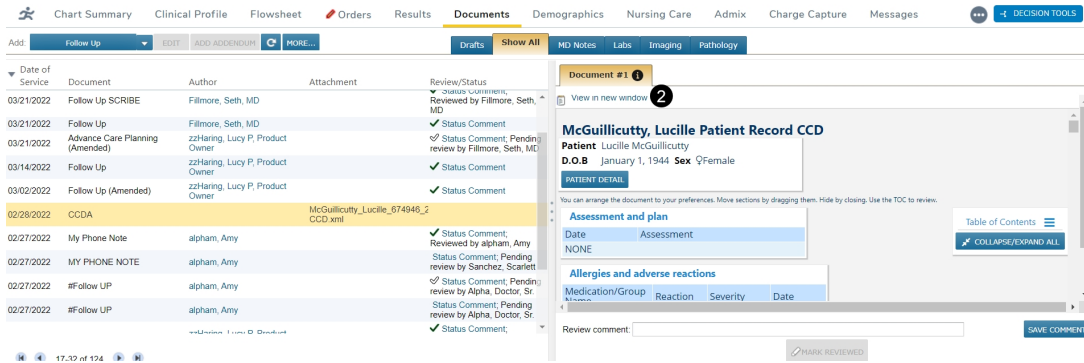 Chart Summary Clinical Profile Flowsheet Orders Results Documents Demographics Nursing Care Admix Charge Capture Messages DECISION TOOLS
Add: Follow Up EDIT ADD ADDENDUM MORE... Drafts Show All MD Notes Labs Imaging Pathology
Date of Service Document Author Attachment Review/Status
Status Comment;
03/21/2022 Follow Up SCRIBE Fillmore, Seth, MD Reviewed by Fillmore, Seth, MD
03/21/2022 Follow Up Fillmore, Seth, MD Status Comment
03/21/2022 Advance Care Planning (Amended) zzHaring, Lucy P, Product Owner Status Comment; Pending review by Fillmore, Seth, MD
03/14/2022 Follow Up zzHaring, Lucy P, Product Owner Status Comment
03/02/2022 Follow Up (Amended) zzHaring, Lucy P, Product Owner Status Comment
02/28/2022 CCDA McGuillicutty_Lucille_674946_2 CCD.xml
02/27/2022 My Phone Note alpham, Amy Status Comment; Reviewed by alpham, Amy
02/27/2022 MY PHONE NOTE alpham, Amy Status Comment; Pending review by Sanchez, Scarlett
02/27/2022 #Follow UP alpham, Amy Status Comment; Pending review by Alpha, Doctor, Sr.
02/27/2022 #Follow UP alpham, Amy Status Comment; Pending review by Alpha, Doctor, Sr.
zzHaring, Lucy P, Product Status Comment;
17-32 of 124
Document #1
View in new window 2
McGuillicutty, Lucille Patient Record CCD
Patient Lucille McGuillicutty
D.O.B January 1, 1944 Sex ♀Female
PATIENT DETAIL
You can arrange the document to your preferences. Move sections by dragging them. Hide by closing. Use the TOC to review.
Assessment and plan
Date Assessment
NONE
Table of Contents
COLLAPSE/EXPAND ALL
Allergies and adverse reactions
Medication/Group Name Reaction Severity Date
Review comment: SAVE COMMENT
MARK REVIEWED